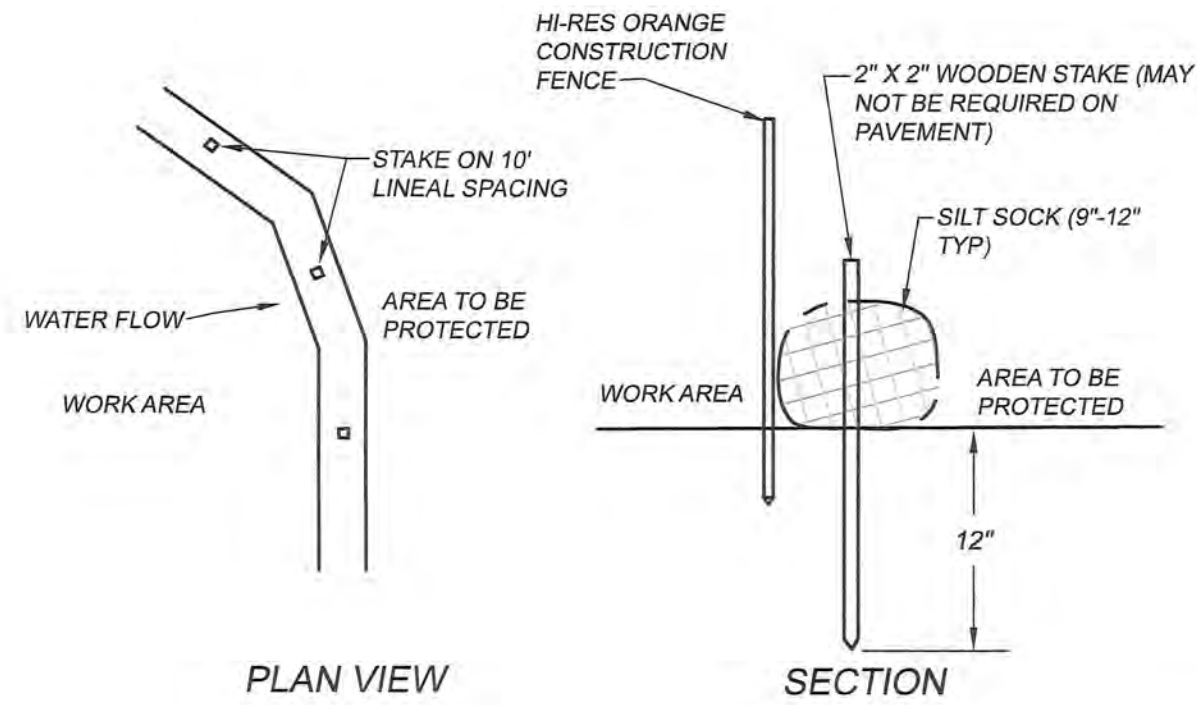 HI-RES ORANGE
CONSTRUCTION
FENCE
2" X 2" WOODEN STAKE (MAY
NOT BE REQUIRED ON
PAVEMENT)
STAKE ON 10'
LINEAL SPACING
SILT SOCK (9"-12"
TYP)
WATER FLOW
AREA TO BE
PROTECTED
WORK AREA
WORK AREA
AREA TO BE
PROTECTED
12"
PLAN VIEW
SECTION